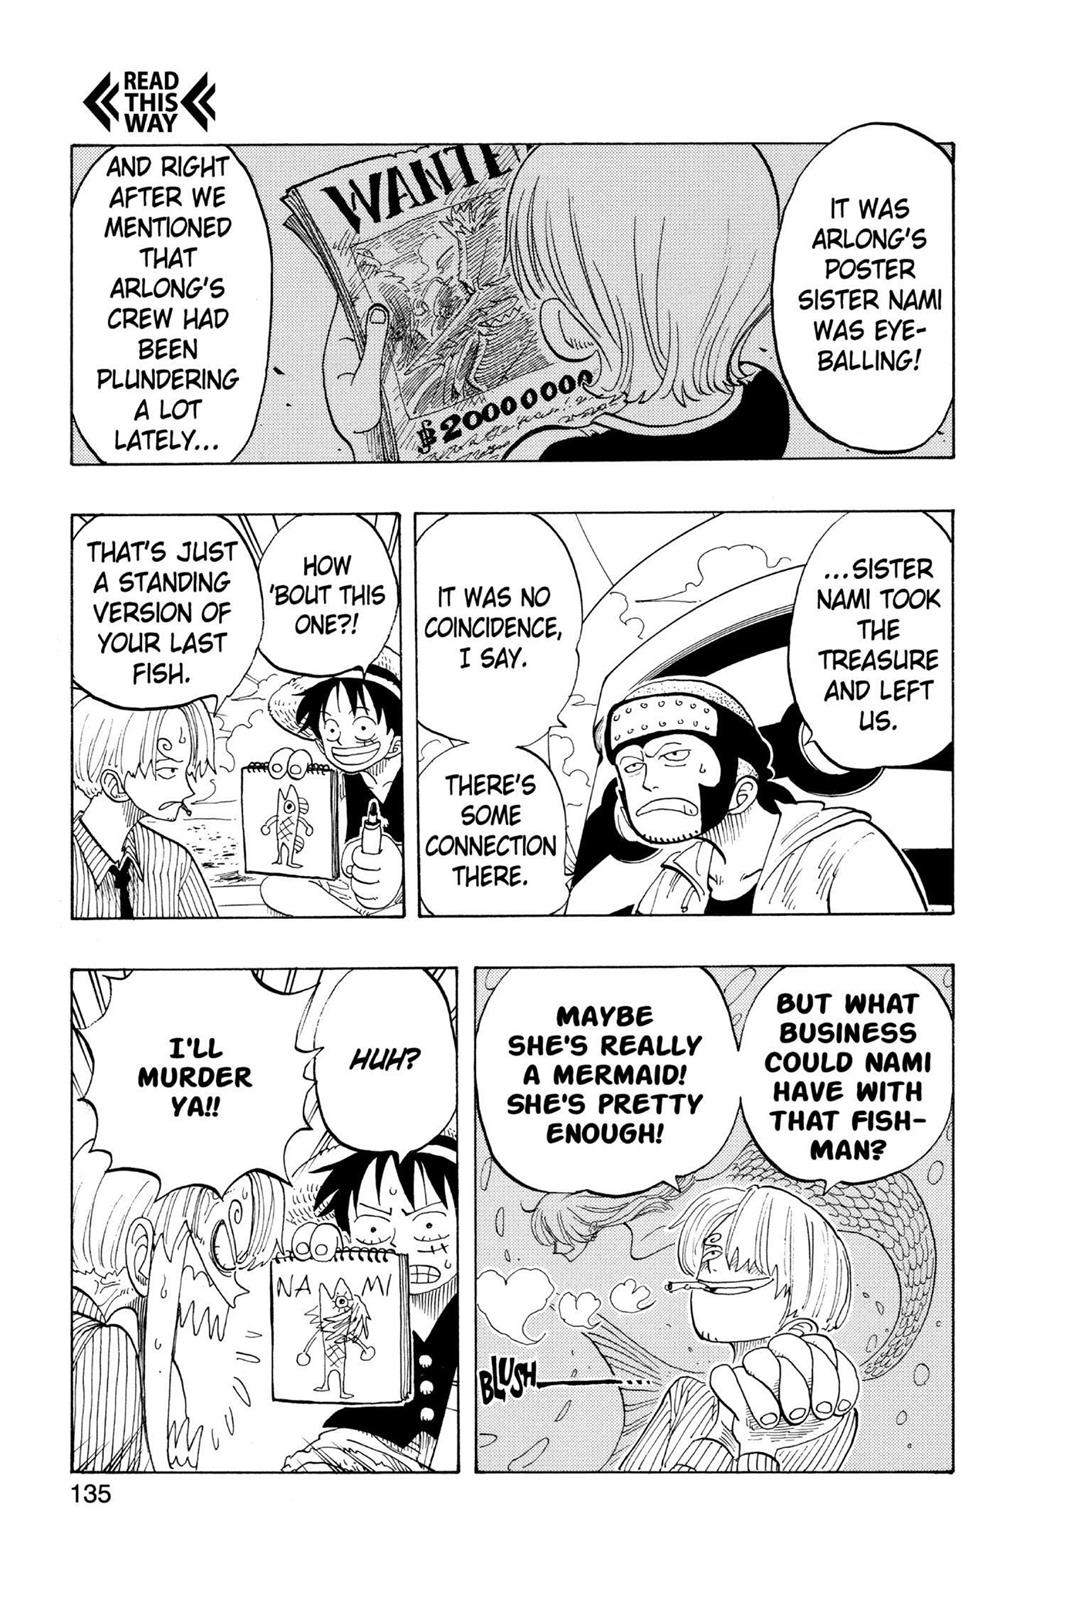 READ
THIS
WAY
IT WAS
ARLONG'S
POSTER
SISTER NAMI
WAS EYE-
BALLING!
WANTE
฿20000000
AND RIGHT
AFTER WE
MENTIONED
THAT
ARLONG'S
CREW HAD
BEEN
PLUNDERING
A LOT
LATELY...
...SISTER
NAMI TOOK
THE
TREASURE
AND LEFT
US.
IT WAS NO
COINCIDENCE,
I SAY.
THERE'S
SOME
CONNECTION
THERE.
HOW
'BOUT THIS
ONE?!
THAT'S JUST
A STANDING
VERSION OF
YOUR LAST
FISH.
BUT WHAT
BUSINESS
COULD NAMI
HAVE WITH
THAT FISH-
MAN?
MAYBE
SHE'S REALLY
A MERMAID!
SHE'S PRETTY
ENOUGH!
BLUSH
HUH?
NAMI
I'LL
MURDER
YA!!
135